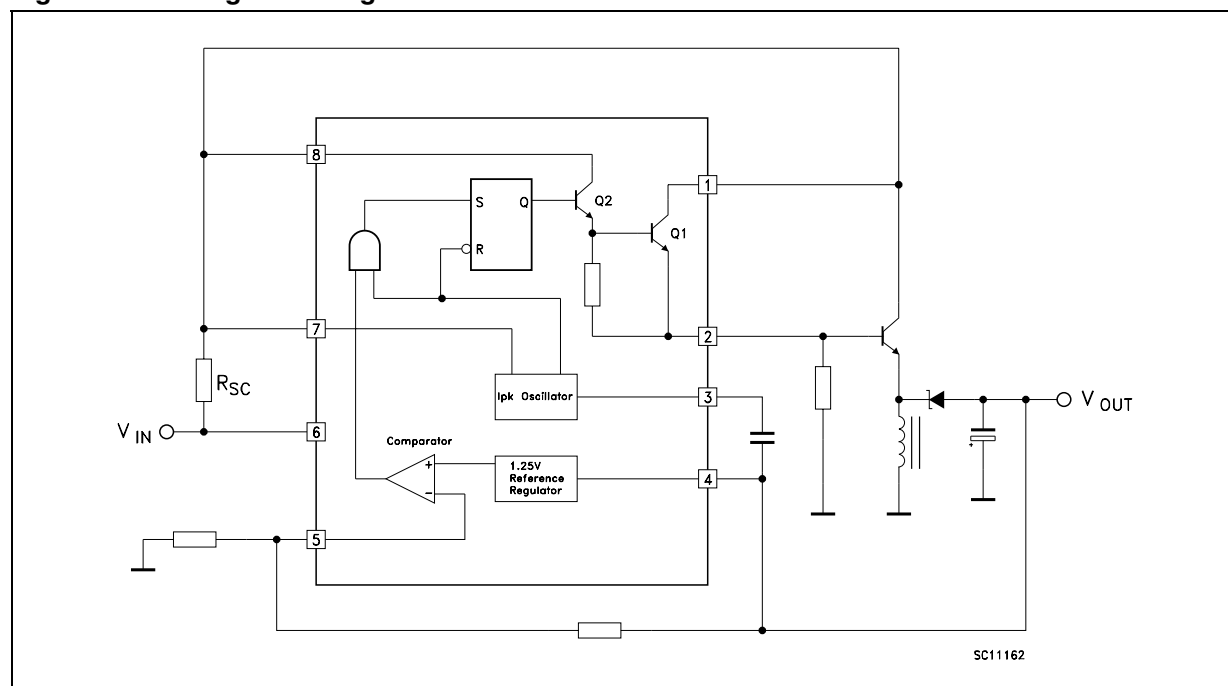 8
1
S
Q
Q2
Q1
R
7
2
RSC
Ipk Oscillator
3
VIN
6
VOUT
Comparator
+
+
1.25V
Reference
Regulator
4
−
5
SC11162